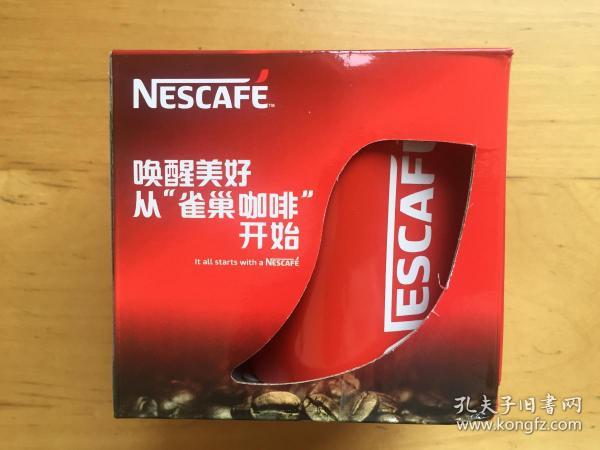 NESCAFÉ™
唤醒美好
从“雀巢咖啡”
开始
It all starts with a NESCAFÉ
NESCAFÉ
孔夫子旧书网
www.kongfz.com